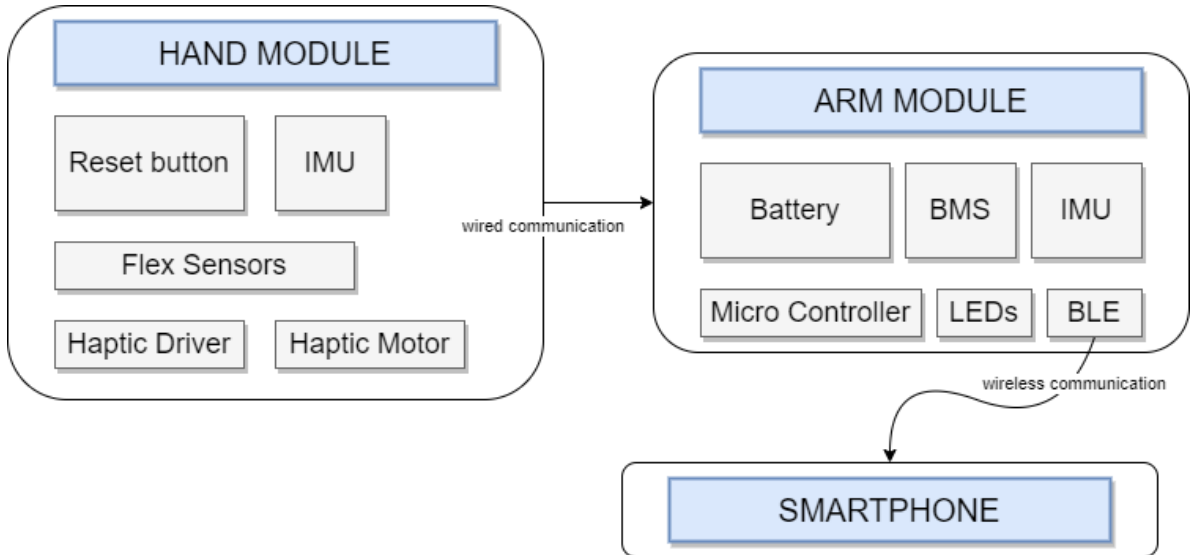 HAND MODULE
Reset button
IMU
Flex Sensors
Haptic Driver
Haptic Motor
wired communication
ARM MODULE
Battery
BMS
IMU
Micro Controller
LEDs
BLE
wireless communication
SMARTPHONE